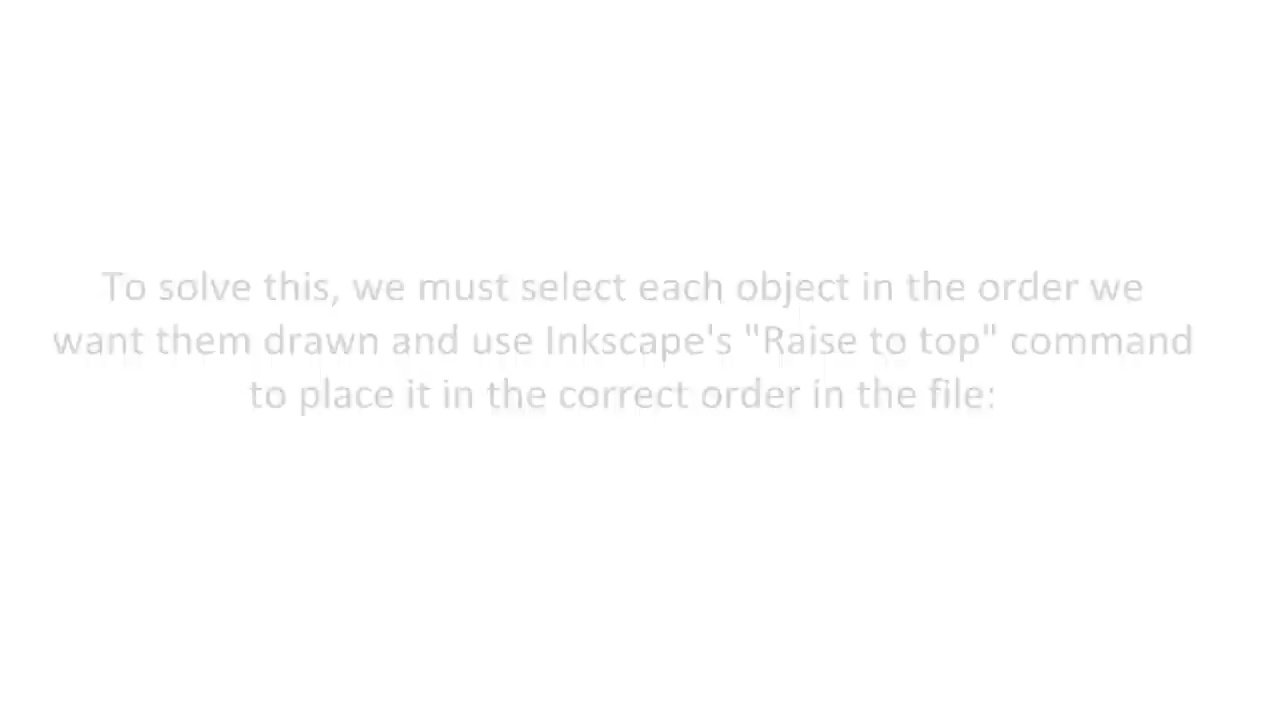 To solve this, we must select each object in the order we
want them drawn and use Inkscape's "Raise to top" command
to place it in the correct order in the file: